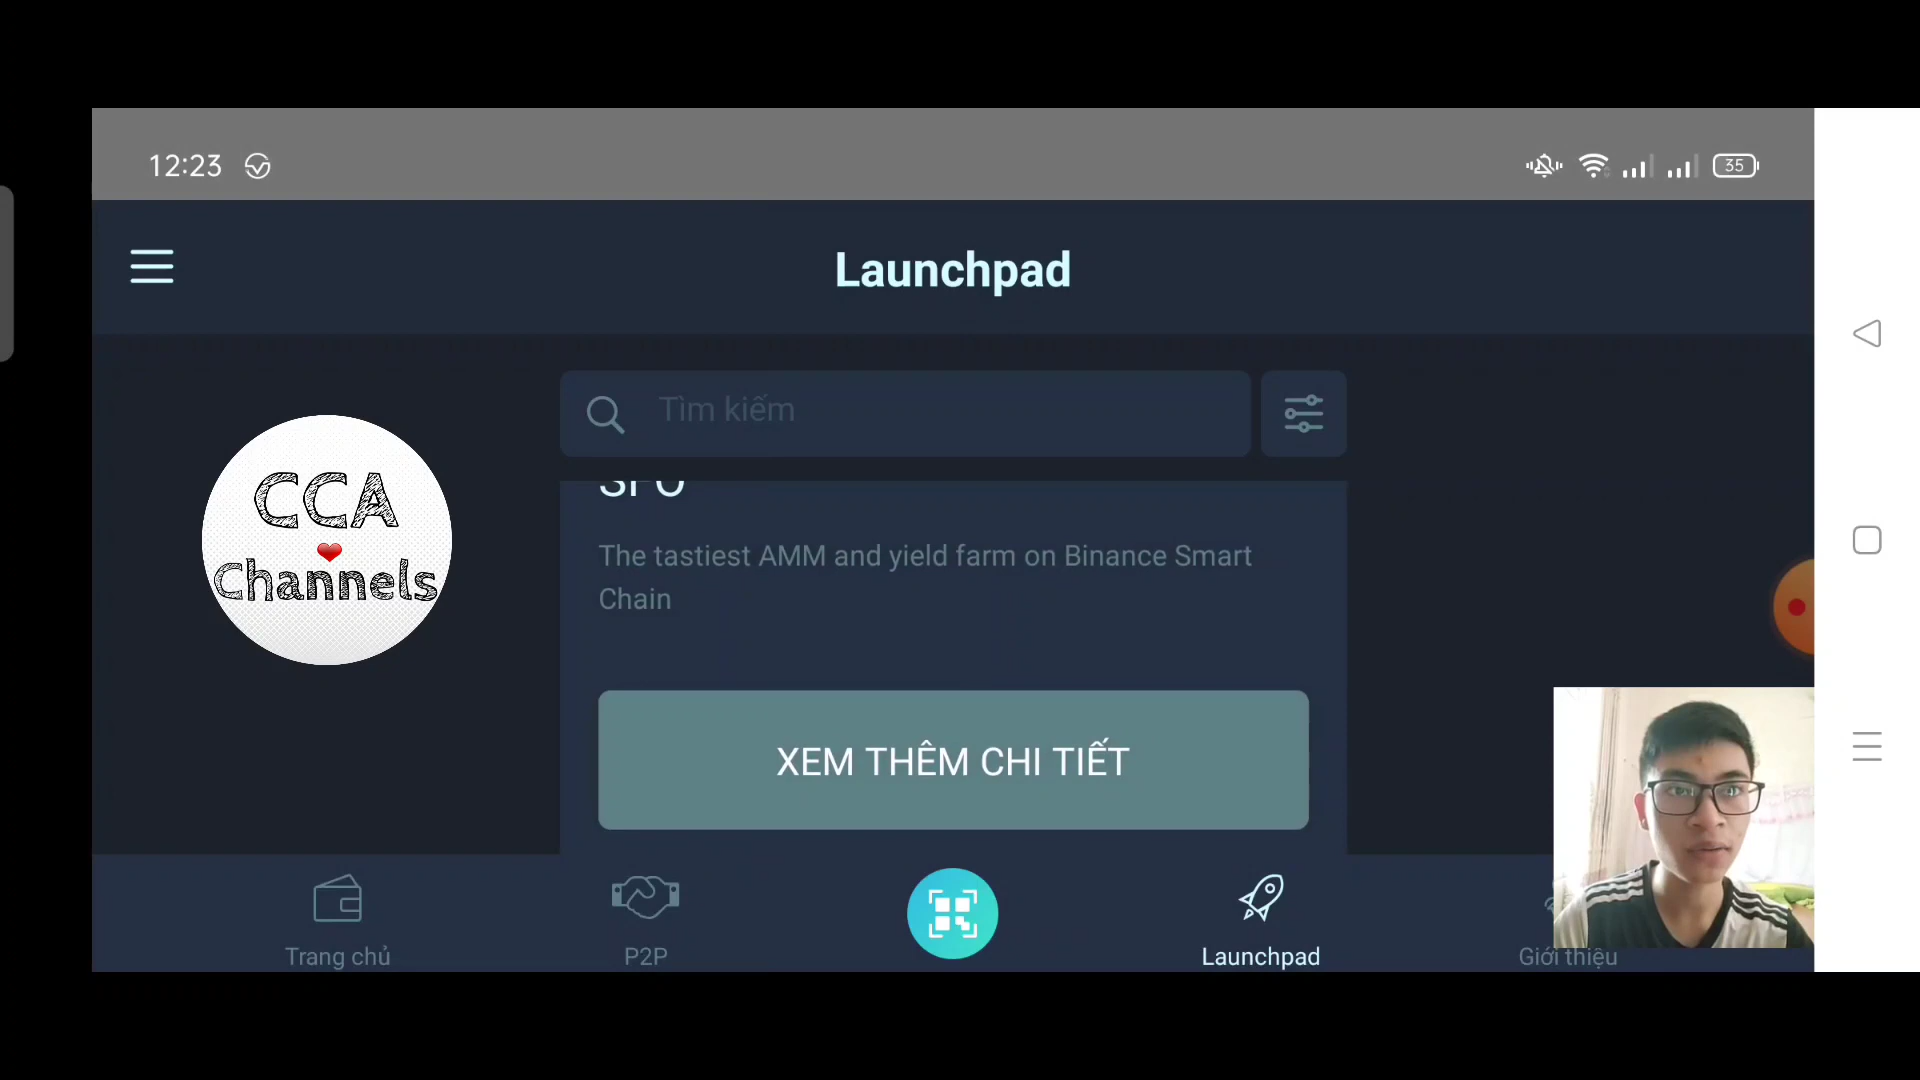 12:23
35
Launchpad
Tìm kiếm
The tastiest AMM and yield farm on Binance Smart
Chain
CCA
Channels
XEM THÊM CHI TIẾT
Trang chủ
P2P
Launchpad
Giới thiệu